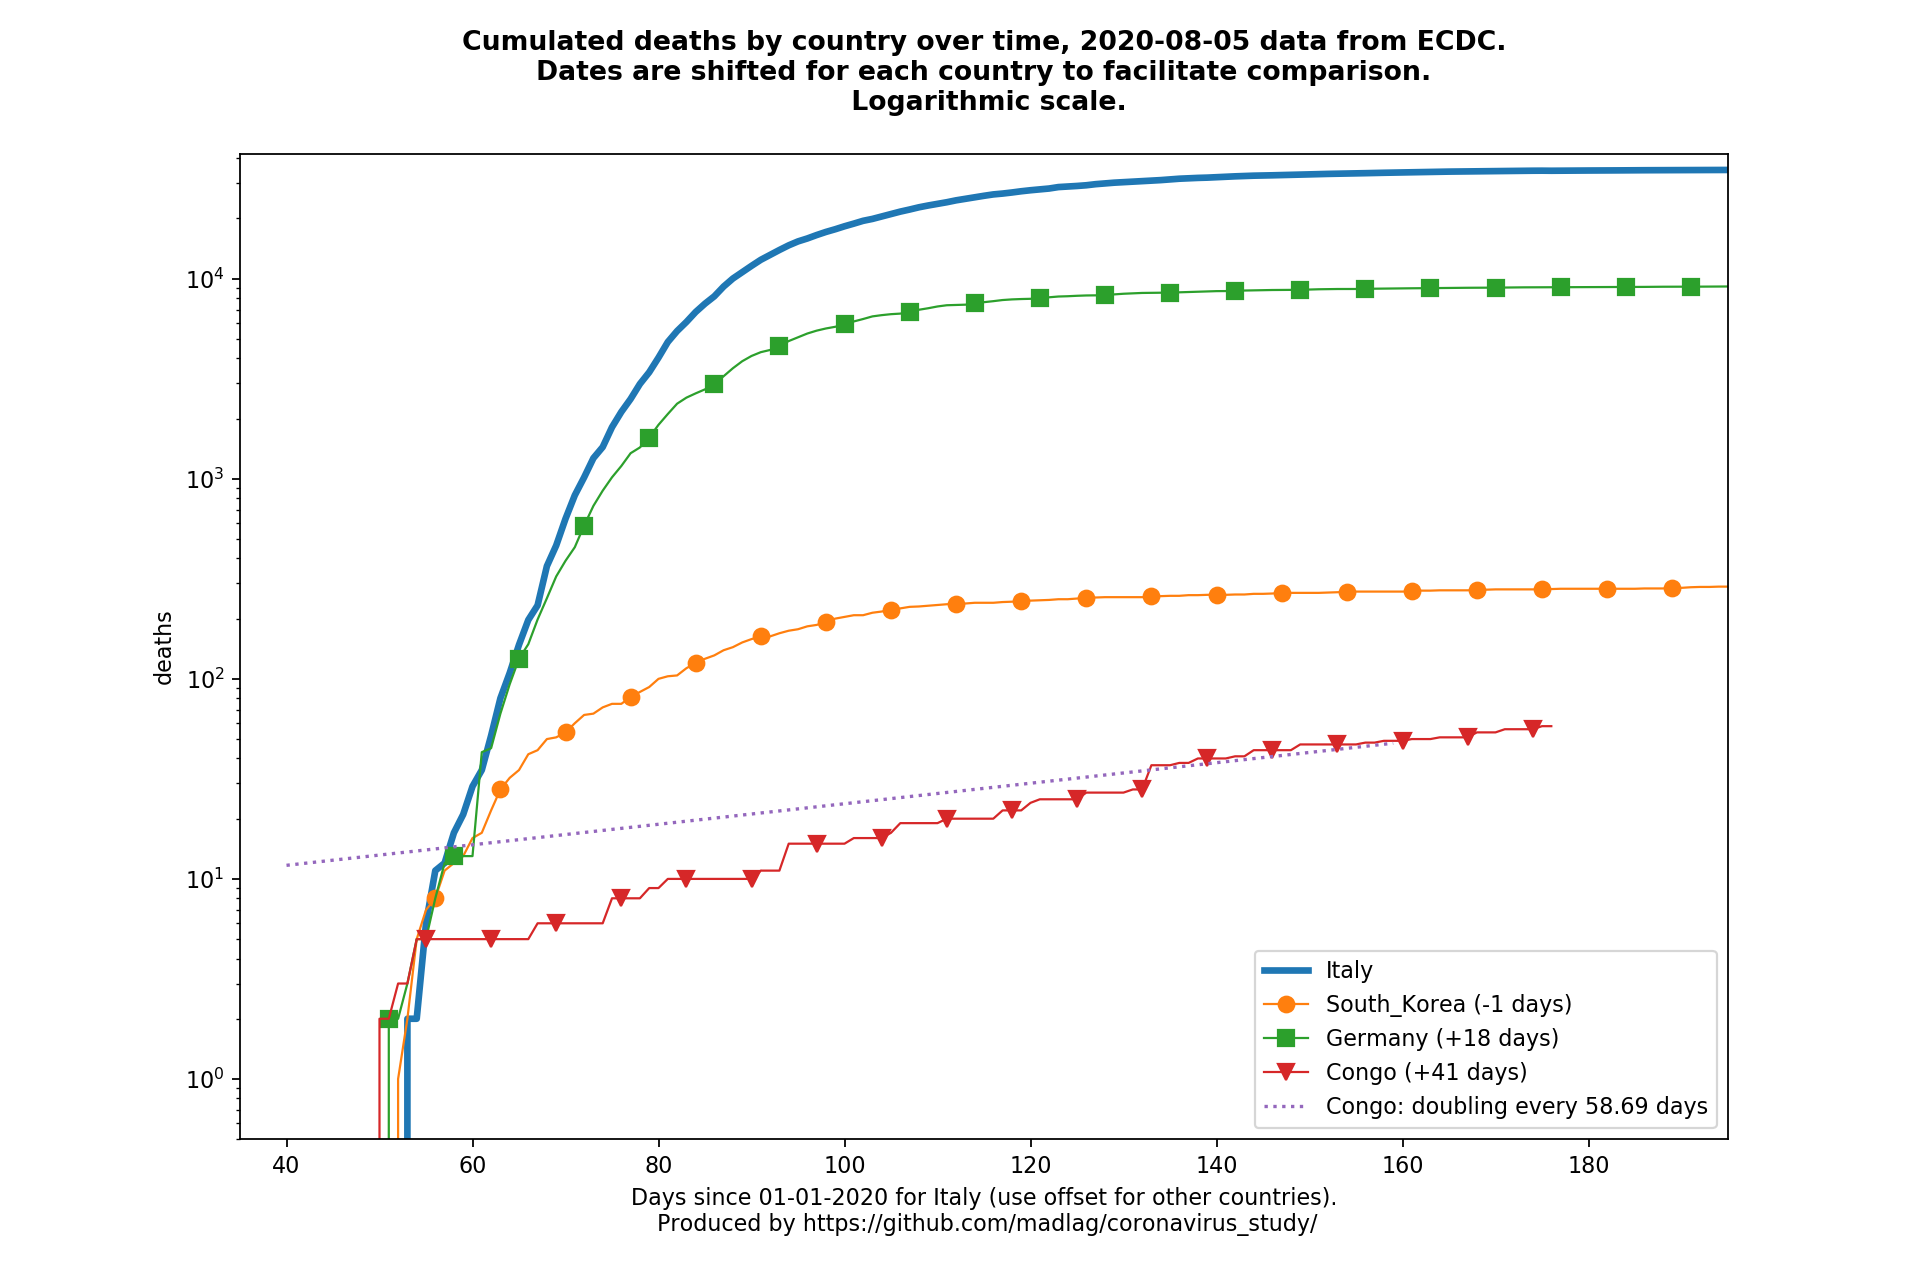 Cumulated deaths by country over time, 2020-08-05 data from ECDC.
Dates are shifted for each country to facilitate comparison.
Logarithmic scale.
deaths
10⁴
10³
10²
10¹
10⁰
40 60 80 100 120 140 160 180
Days since 01-01-2020 for Italy (use offset for other countries).
Produced by https://github.com/madlag/coronavirus_study/
Italy
South_Korea (-1 days)
Germany (+18 days)
Congo (+41 days)
Congo: doubling every 58.69 days